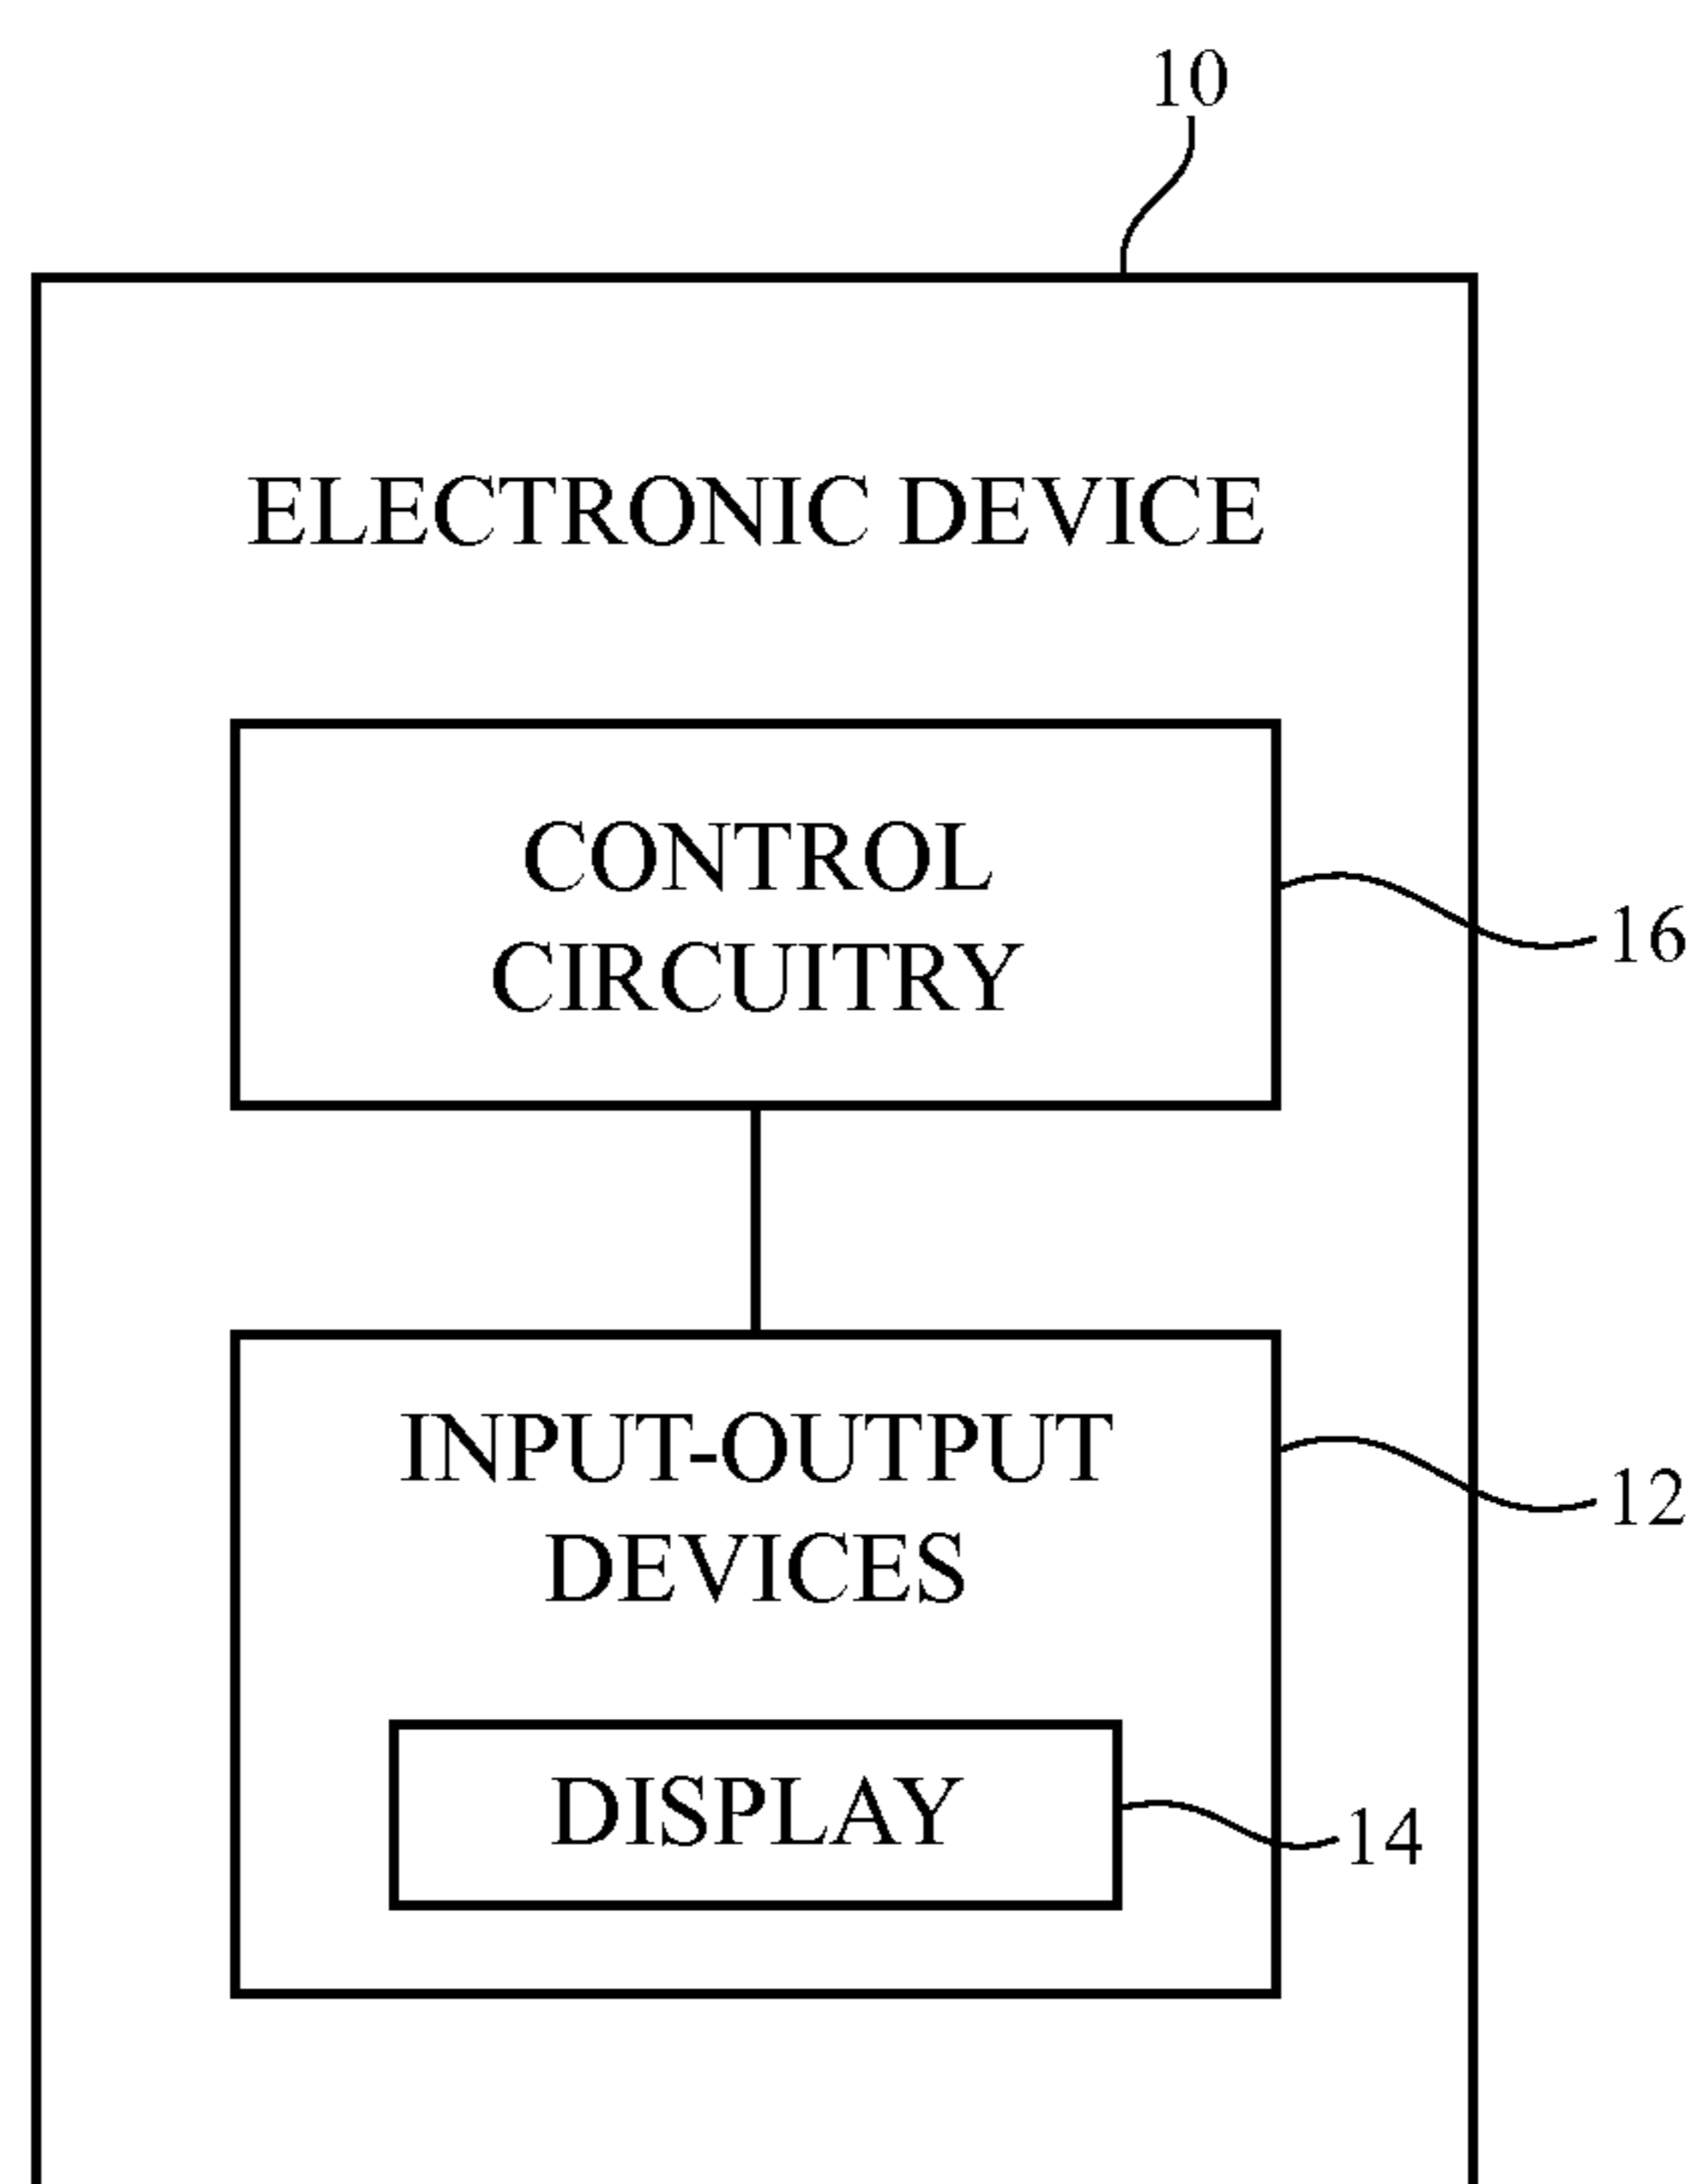 10
ELECTRONIC DEVICE
CONTROL
CIRCUITRY
16
INPUT-OUTPUT
DEVICES
12
DISPLAY
14